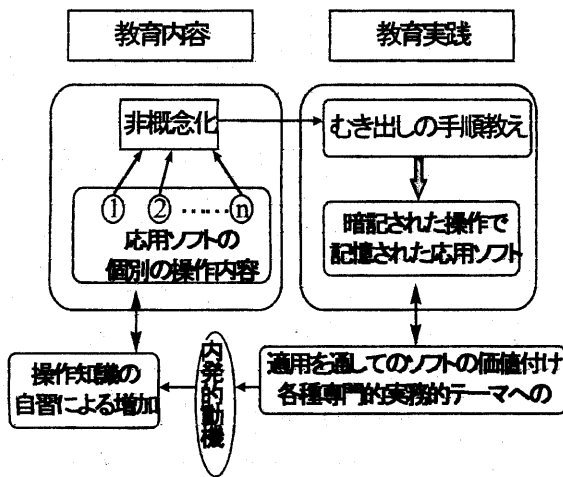 教育内容
教育実践
非概念化
むき出しの手順教え
① ② …… ⓝ
応用ソフトの
個別の操作内容
暗記された操作で
記憶された応用ソフト
操作知識の
自習による増加
内発的動機
適用を通してのソフトの価値付け
各種専門的実務的テーマへの